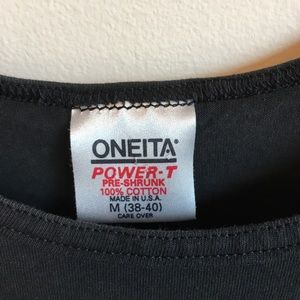 ONEITA®
POWER-T
PRE-SHRUNK
100% COTTON
MADE IN U.S.A.
M (38-40)
CARE OVER